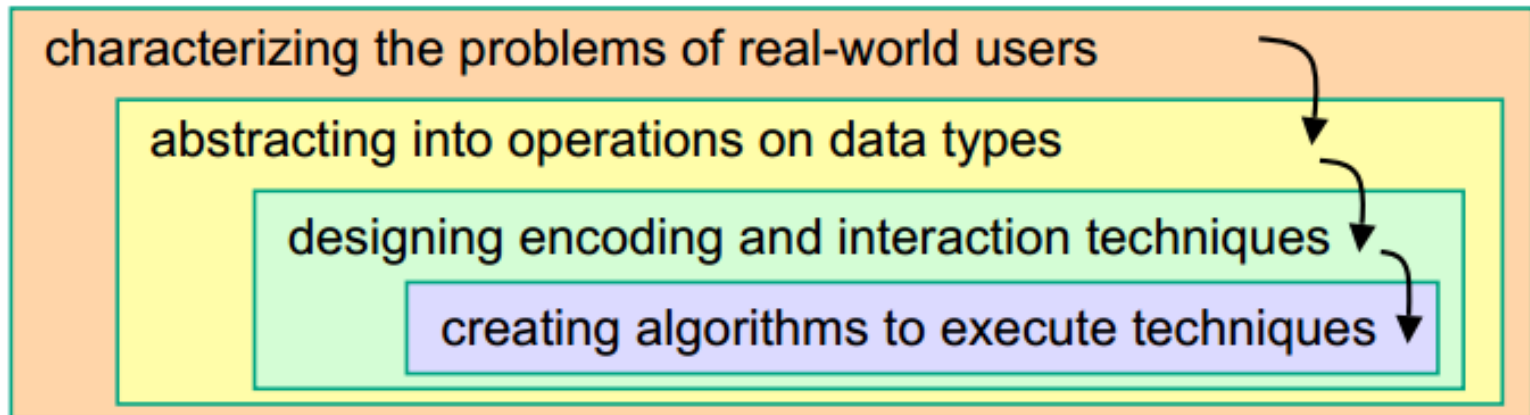 characterizing the problems of real-world users
abstracting into operations on data types
designing encoding and interaction techniques
creating algorithms to execute techniques